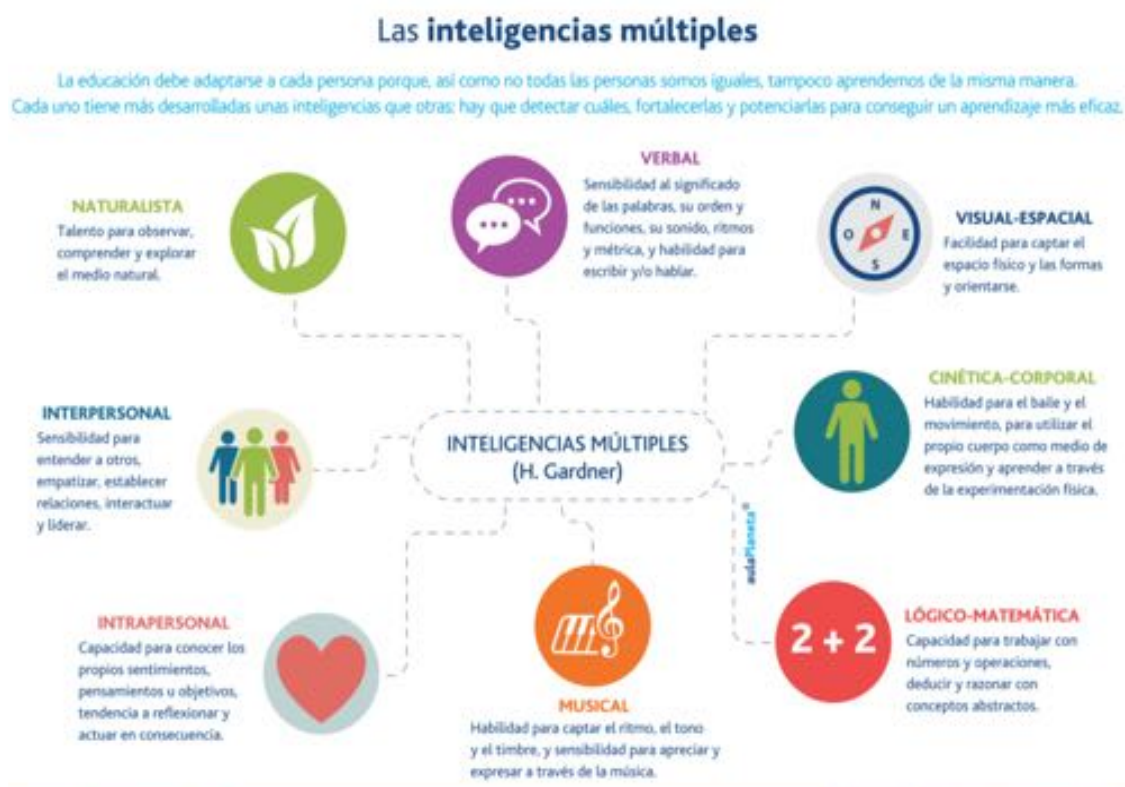 Las inteligencias múltiples
La educación debe adaptarse a cada persona porque, así como no todas las personas somos iguales, tampoco aprendemos de la misma manera.
Cada uno tiene más desarrolladas unas inteligencias que otras: hay que detectar cuáles, fortalecerlas y potenciarlas para conseguir un aprendizaje más eficaz.
NATURALISTA
Talento para observar,
comprender y explorar
el medio natural.
VERBAL
Sensibilidad al significado
de las palabras, su orden y
funciones, su sonido, ritmos
y métrica, y habilidad para
escribir y/o hablar.
N
O
E
S
VISUAL-ESPACIAL
Facilidad para captar el
espacio físico y las formas
y orientarse.
INTERPERSONAL
Sensibilidad para
entender a otros,
empatizar, establecer
relaciones, interactuar
y liderar.
INTELIGENCIAS MÚLTIPLES
(H. Gardner)
CINÉTICA-CORPORAL
Habilidad para el baile y el
movimiento, para utilizar el
propio cuerpo como medio de
expresión y aprender a través
de la experimentación física.
aulaPlaneta
INTRAPERSONAL
Capacidad para conocer los
propios sentimientos,
pensamientos u objetivos,
tendencia a reflexionar y
actuar en consecuencia.
MUSICAL
Habilidad para captar el ritmo, el tono
y el timbre, y sensibilidad para apreciar y
expresar a través de la música.
2 + 2
LÓGICO-MATEMÁTICA
Capacidad para trabajar con
números y operaciones,
deducir y razonar con
conceptos abstractos.